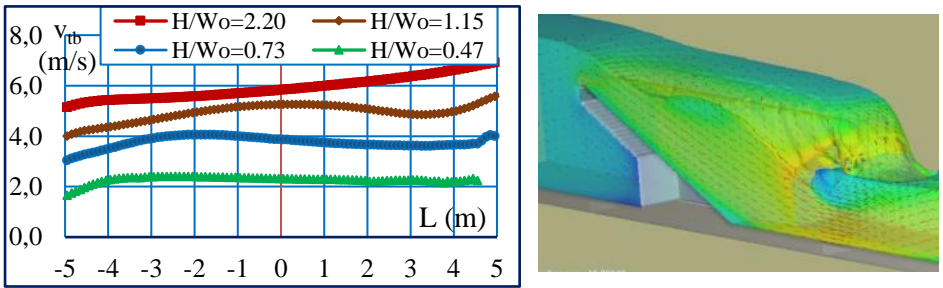 H/Wo=2.20 H/Wo=1.15
H/Wo=0.73 H/Wo=0.47
8,0 vtb
(m/s)
6,0
4,0
2,0
0,0
L (m)
-5 -4 -3 -2 -1 0 1 2 3 4 5